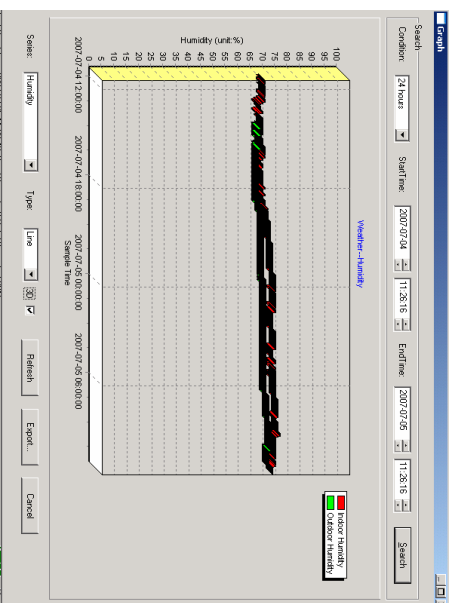 Graph
Search
Condition: 24 hours StartTime: 2007-07-04 11:26:16 EndTime: 2007-07-05 11:26:16 Search
Weather--Humidity
Indoor Humidity
Outdoor Humidity
Humidity (unit:%)
100
95
90
85
80
75
70
65
60
55
50
45
40
35
30
25
20
15
10
5
0
2007-07-04 12:00:00 2007-07-04 18:00:00 2007-07-05 00:00:00 2007-07-05 06:00:00
Sample Time
Series: Humidity Type: Line 3D Refresh Export... Cancel